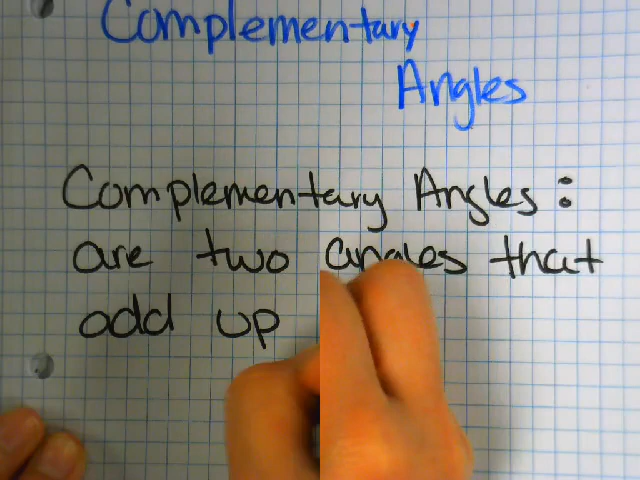 Complementary
Angles
Complementary Angles:
are two angles that
add up